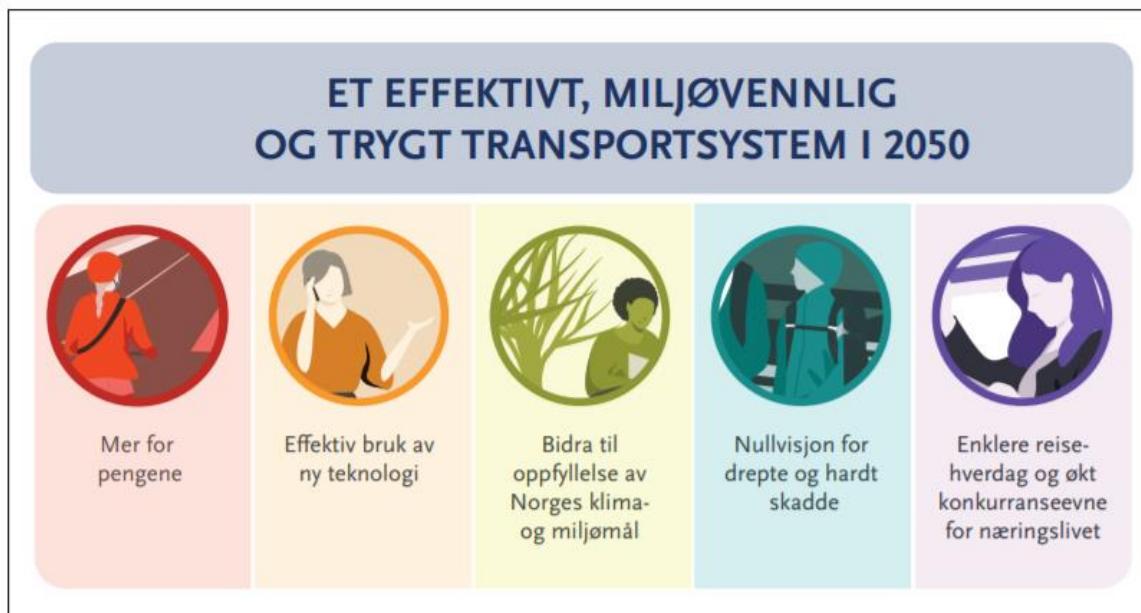 ET EFFEKTIVT, MILJØVENNLIG
OG TRYGT TRANSPORTSYSTEM I 2050
Mer for
pengene
Effektiv bruk av
ny teknologi
Bidra til
oppfyllelse av
Norges klima-
og miljømål
Nullvisjon for
drepte og hardt
skadde
Enklere reise-
hverdag og økt
konkurranseevne
for næringslivet